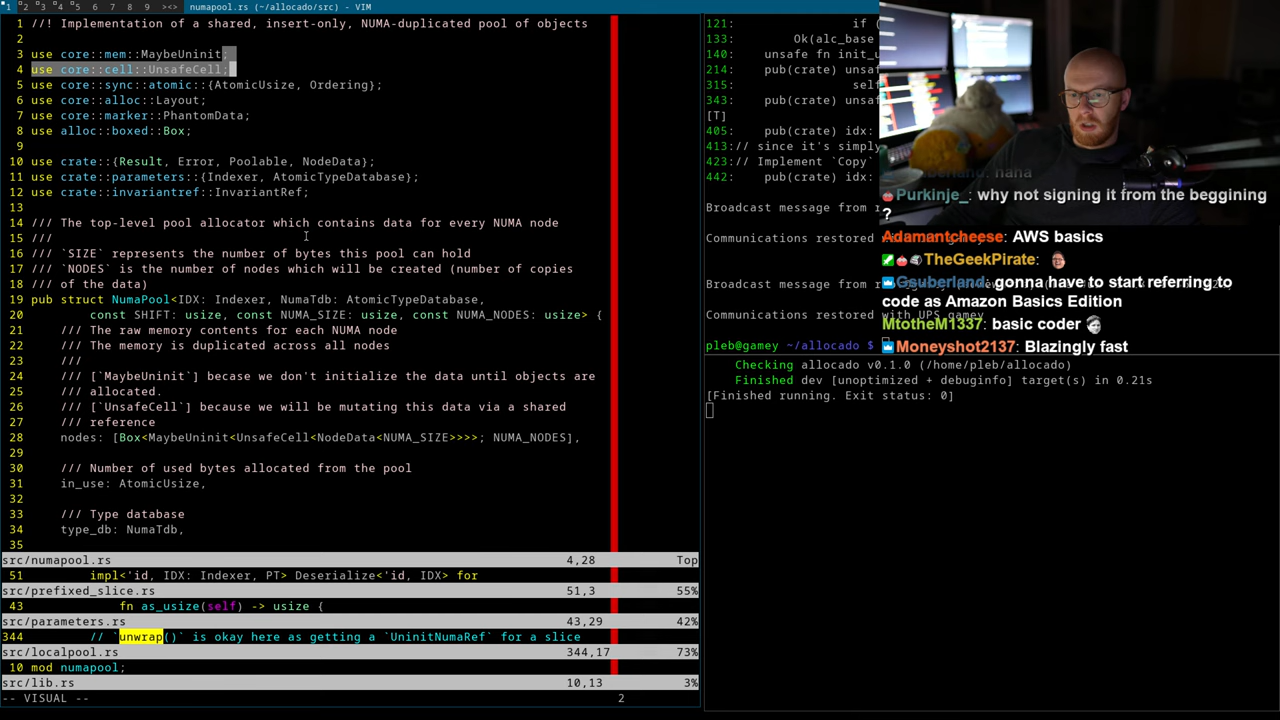 1 2 3 4 5 6 7 8 9 ><> numapool.rs (~/allocado/src) - VIM
1 //! Implementation of a shared, insert-only, NUMA-duplicated pool of objects
2
3 use core::mem::MaybeUninit;
4 use core::cell::UnsafeCell;
5 use core::sync::atomic::{AtomicUsize, Ordering};
6 use core::alloc::Layout;
7 use core::marker::PhantomData;
8 use alloc::boxed::Box;
9
10 use crate::{Result, Error, Poolable, NodeData};
11 use crate::parameters::{Indexer, AtomicTypeDatabase};
12 use crate::invariantref::InvariantRef;
13
14 /// The top-level pool allocator which contains data for every NUMA node
15 ///
16 /// `SIZE` represents the number of bytes this pool can hold
17 /// `NODES` is the number of nodes which will be created (number of copies
18 /// of the data)
19 pub struct NumaPool<IDX: Indexer, NumaTdb: AtomicTypeDatabase,
20 const SHIFT: usize, const NUMA_SIZE: usize, const NUMA_NODES: usize> {
21 /// The raw memory contents for each NUMA node
22 /// The memory is duplicated across all nodes
23 ///
24 /// [`MaybeUninit`] becase we don't initialize the data until objects are
25 /// allocated.
26 /// [`UnsafeCell`] because we will be mutating this data via a shared
27 /// reference
28 nodes: [Box<MaybeUninit<UnsafeCell<NodeData<NUMA_SIZE>>>>; NUMA_NODES],
29
30 /// Number of used bytes allocated from the pool
31 in_use: AtomicUsize,
32
33 /// Type database
34 type_db: NumaTdb,
35
src/numapool.rs 4,28 Top
51 impl<'id, IDX: Indexer, PT> Deserialize<'id, IDX> for
src/prefixed_slice.rs 51,3 55%
43 fn as_usize(self) -> usize {
src/parameters.rs 43,29 42%
344 // `unwrap()` is okay here as getting a `UninitNumaRef` for a slice
src/localpool.rs 344,17 73%
10 mod numapool;
src/lib.rs 10,13 3%
-- VISUAL -- 2
121: if (
133: Ok(alc_base
140: unsafe fn init_u
214: pub(crate) unsa
315: self
343: pub(crate) unsa
[T]
405: pub(crate) idx:
413:// since it's simply
423:// Implement `Copy`
442: pub(crate) idx:
Broadcast message from r
Communications restored
Broadcast message from r
Communications restored with UPS gamey
pleb@gamey ~/allocado $
Checking allocado v0.1.0 (/home/pleb/allocado)
Finished dev [unoptimized + debuginfo] target(s) in 0.21s
[Finished running. Exit status: 0]
Purkinje_: why not signing it from the beggining
?
Adamantcheese: AWS basics
TheGeekPirate:
Gsuberland: gonna have to start referring to
code as Amazon Basics Edition
MtotheM1337: basic coder
Moneyshot2137: Blazingly fast